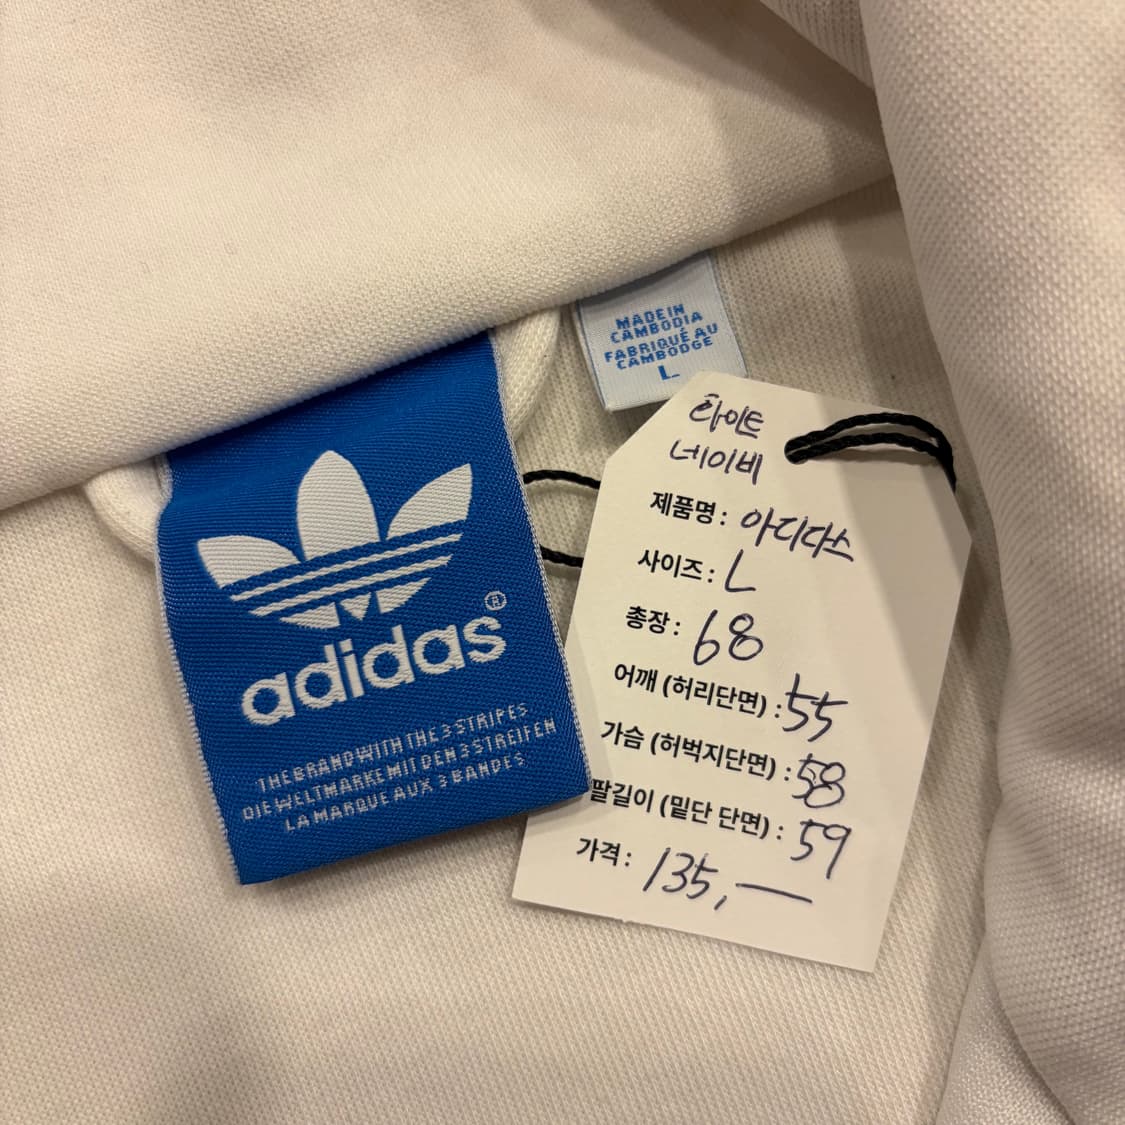 adidas®
THE BRAND WITH THE 3 STRIPES
DIE WELTMARKE MIT DEN 3 STREIFEN
LA MARQUE AUX 3 BANDES
MADE IN
CAMBODIA
FABRIQUÉ AU
CAMBODGE
L
화이트
네이비
제품명 : 아디다스
사이즈 : L
총장 : 68
어깨 (허리단면) : 55
가슴 (허벅지단면) : 58
팔길이 (밑단 단면) : 59
가격 : 135,—